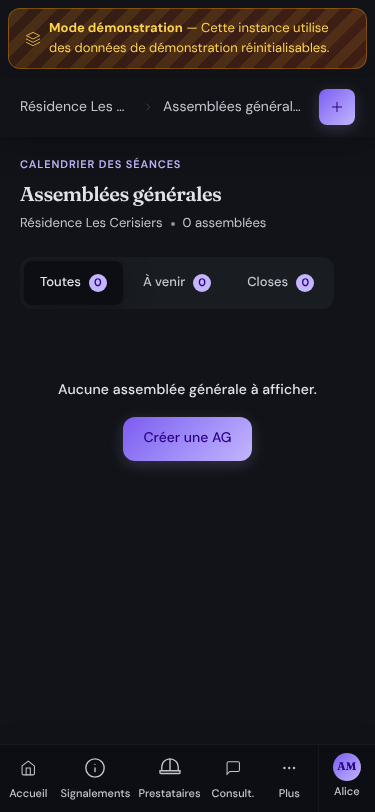 Mode démonstration — Cette instance utilise
des données de démonstration réinitialisables.
Résidence Les ... > Assemblées général...
+
CALENDRIER DES SÉANCES
Assemblées générales
Résidence Les Cerisiers • 0 assemblées
Toutes 0 À venir 0 Closes 0
Aucune assemblée générale à afficher.
Créer une AG
AM
Accueil Signalements Prestataires Consult. Plus Alice